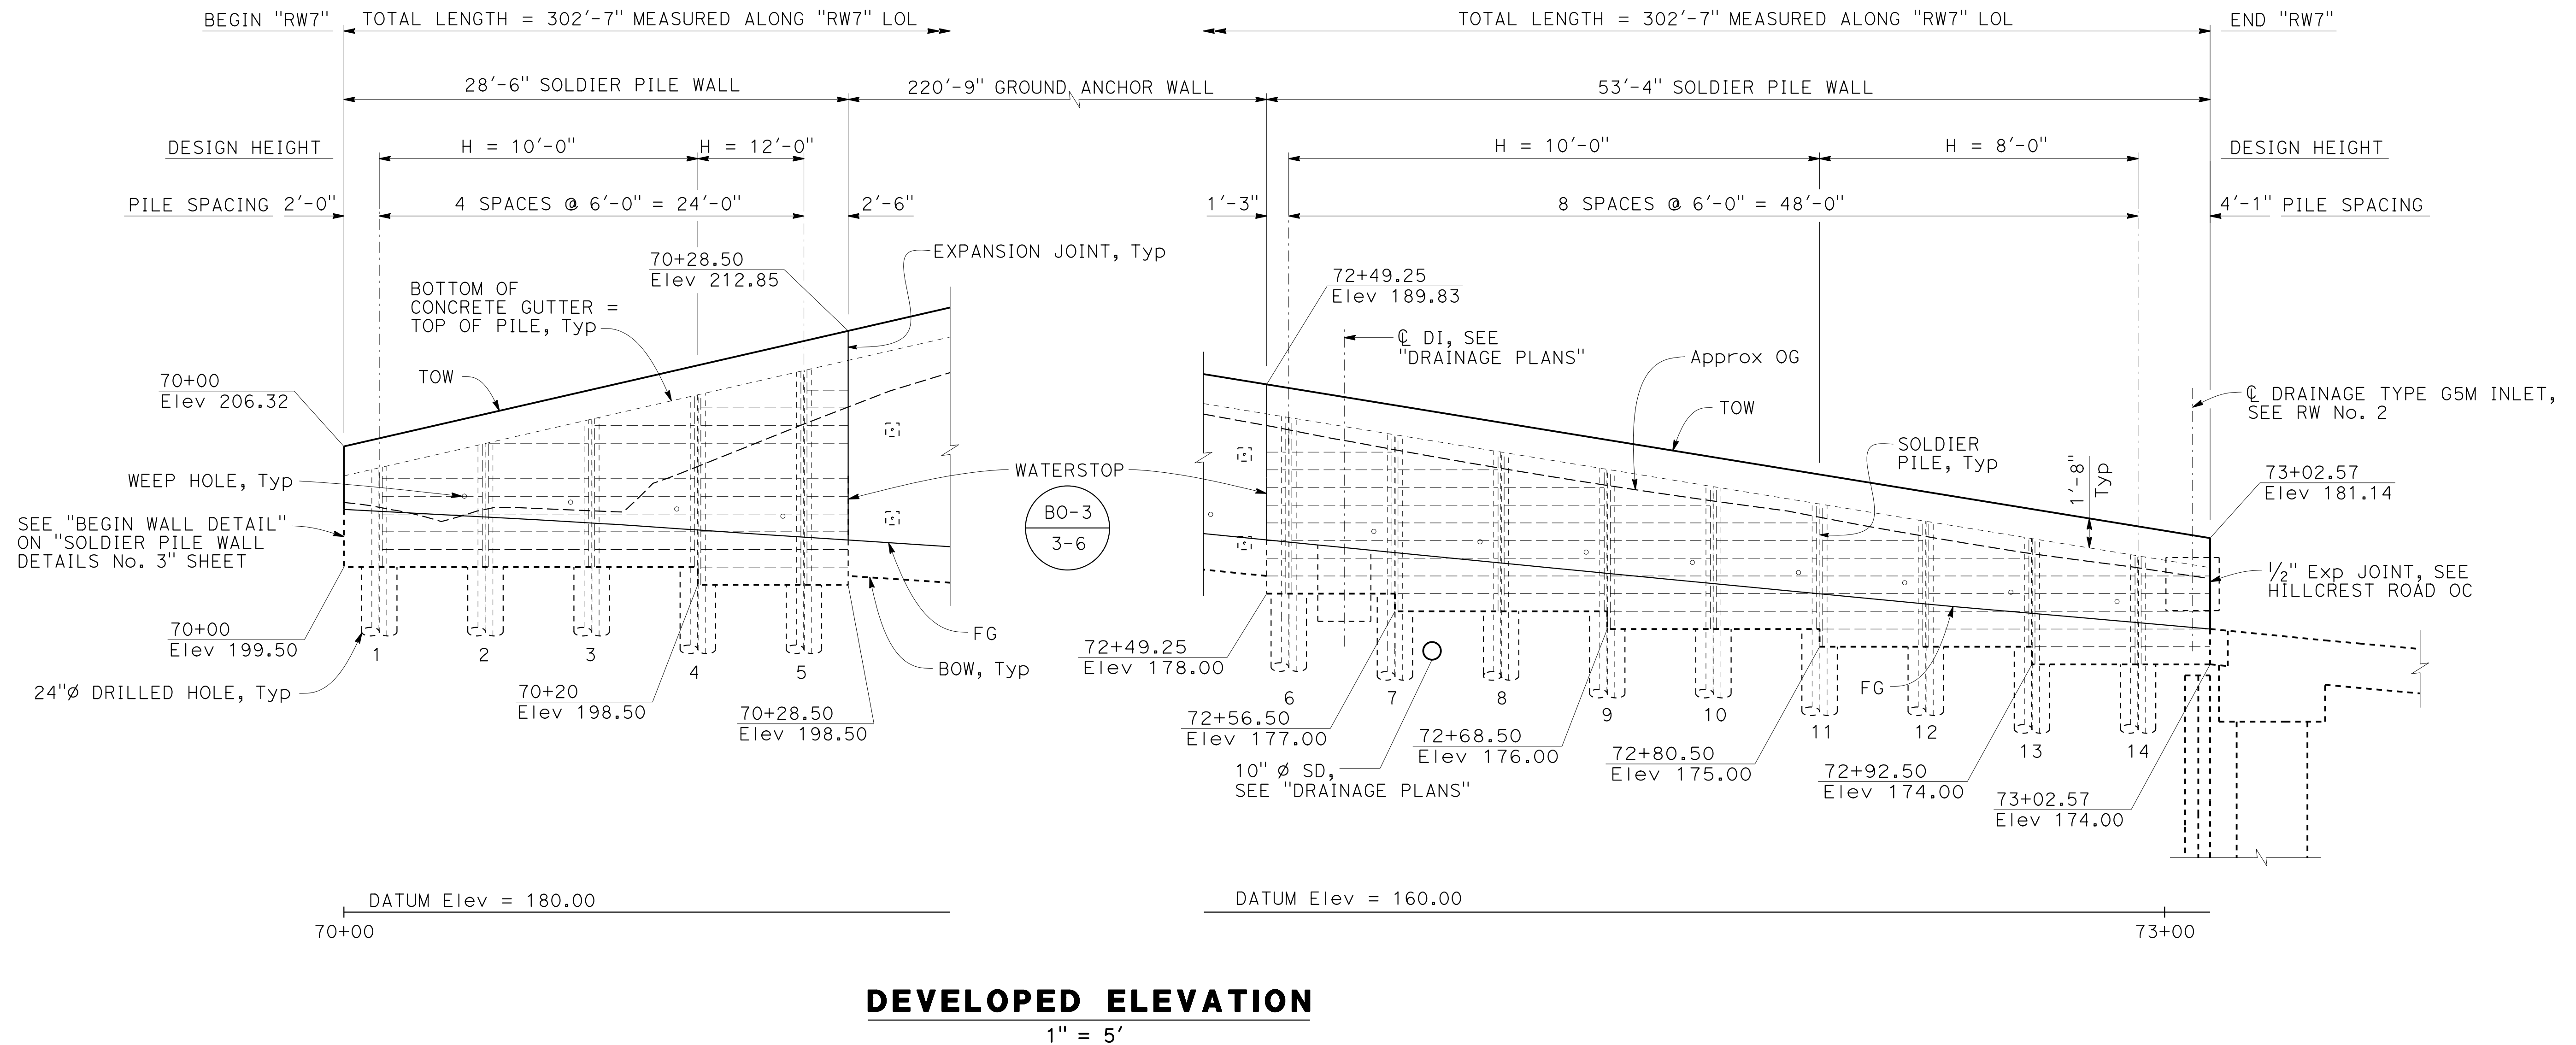 BEGIN "RW7"
TOTAL LENGTH = 302'-7" MEASURED ALONG "RW7" LOL
TOTAL LENGTH = 302'-7" MEASURED ALONG "RW7" LOL
END "RW7"
28'-6" SOLDIER PILE WALL
220'-9" GROUND ANCHOR WALL
53'-4" SOLDIER PILE WALL
DESIGN HEIGHT
H = 10'-0"
H = 12'-0"
H = 10'-0"
H = 8'-0"
DESIGN HEIGHT
PILE SPACING
2'-0"
4 SPACES @ 6'-0" = 24'-0"
2'-6"
1'-3"
8 SPACES @ 6'-0" = 48'-0"
4'-1"
PILE SPACING
EXPANSION JOINT, Typ
70+28.50
Elev 212.85
BOTTOM OF
CONCRETE GUTTER =
TOP OF PILE, Typ
72+49.25
Elev 189.83
℄ DI, SEE
"DRAINAGE PLANS"
Approx OG
TOW
70+00
Elev 206.32
TOW
℄ DRAINAGE TYPE G5M INLET,
SEE RW No. 2
SOLDIER
PILE, Typ
1'-8"
Typ
WEEP HOLE, Typ
WATERSTOP
BO-3
3-6
73+02.57
Elev 181.14
SEE "BEGIN WALL DETAIL"
ON "SOLDIER PILE WALL
DETAILS No. 3" SHEET
½" Exp JOINT, SEE
HILLCREST ROAD OC
70+00
Elev 199.50
24"Ø DRILLED HOLE, Typ
1
2
3
4
5
FG
BOW, Typ
70+20
Elev 198.50
70+28.50
Elev 198.50
72+49.25
Elev 178.00
6
7
8
9
10
11
12
13
14
FG
72+56.50
Elev 177.00
72+68.50
Elev 176.00
72+80.50
Elev 175.00
72+92.50
Elev 174.00
73+02.57
Elev 174.00
10" Ø SD,
SEE "DRAINAGE PLANS"
DATUM Elev = 180.00
70+00
DATUM Elev = 160.00
73+00
DEVELOPED ELEVATION
1" = 5'